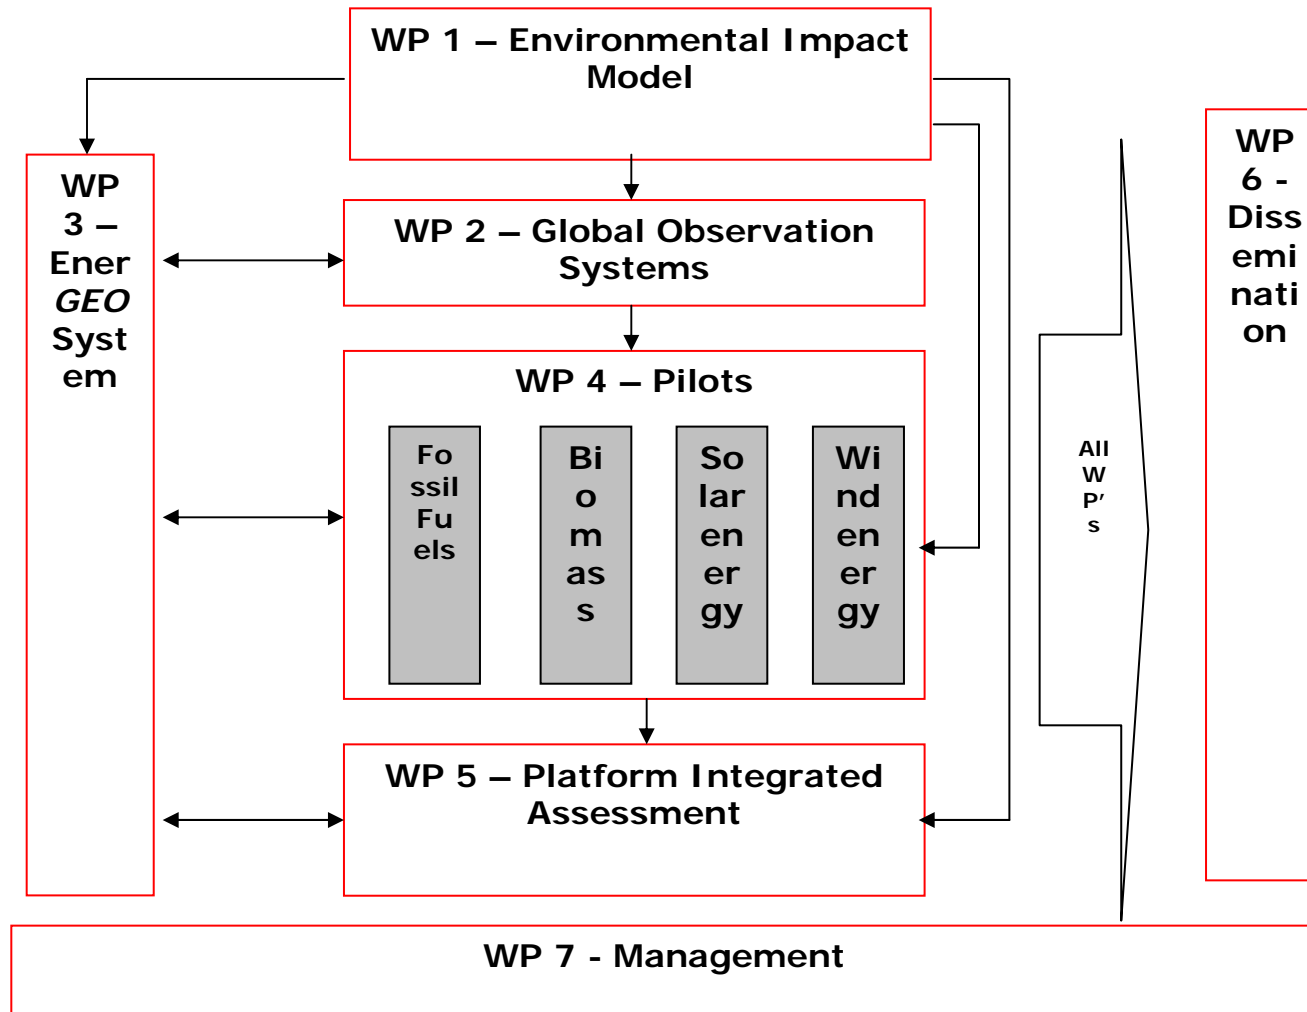 WP 1 – Environmental Impact
Model
WP
3 –
Ener
GEO
Syst
em
WP 2 – Global Observation
Systems
WP 4 – Pilots
Fo
ssil
Fu
els
Bi
o
m
as
s
So
lar
en
er
gy
Wi
nd
en
er
gy
WP 5 – Platform Integrated
Assessment
All
W
P’
s
WP
6 -
Diss
emi
nati
on
WP 7 - Management